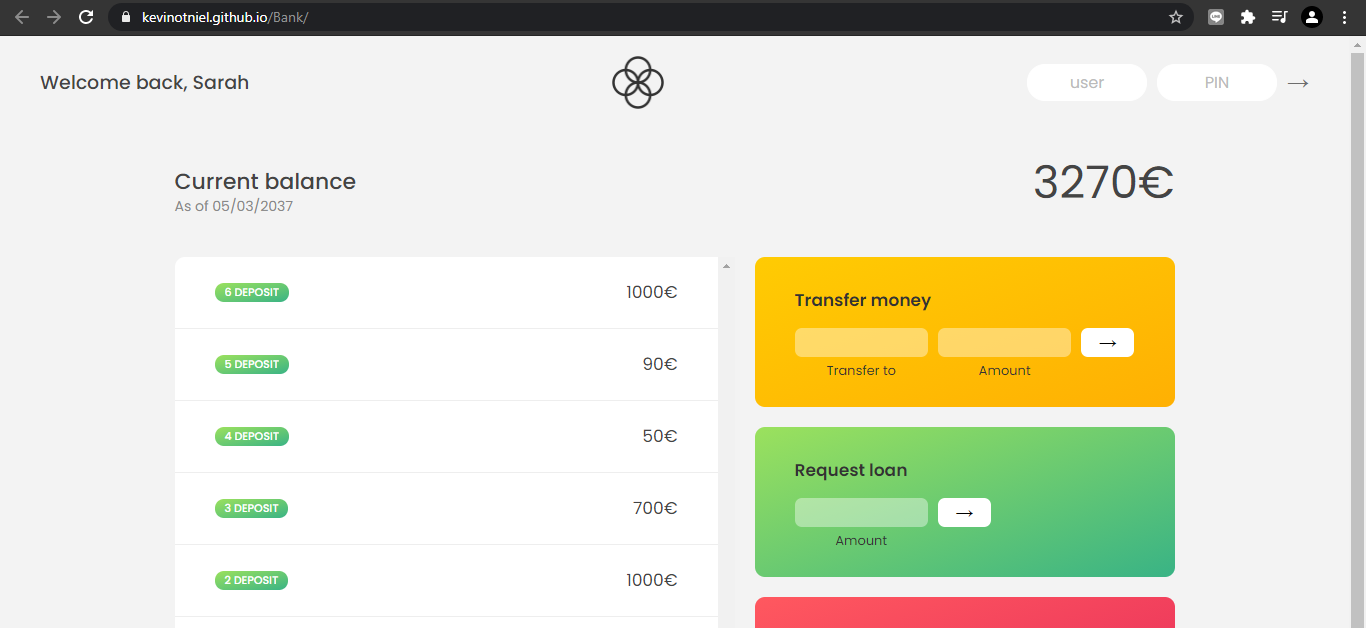 kevinotniel.github.io/Bank/
Welcome back, Sarah
user
PIN
→
Current balance
As of 05/03/2037
3270€
6 DEPOSIT 1000€
5 DEPOSIT 90€
4 DEPOSIT 50€
3 DEPOSIT 700€
2 DEPOSIT 1000€
Transfer money
→
Transfer to Amount
Request loan
→
Amount